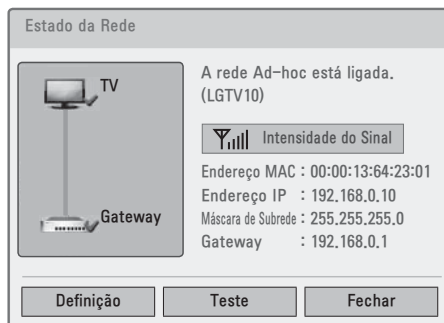 Estado da Rede
TV
Gateway
A rede Ad-hoc está ligada.
(LGTV10)
Intensidade do Sinal
Endereço MAC : 00:00:13:64:23:01
Endereço IP : 192.168.0.10
Máscara de Subrede : 255.255.255.0
Gateway : 192.168.0.1
Definição
Teste
Fechar